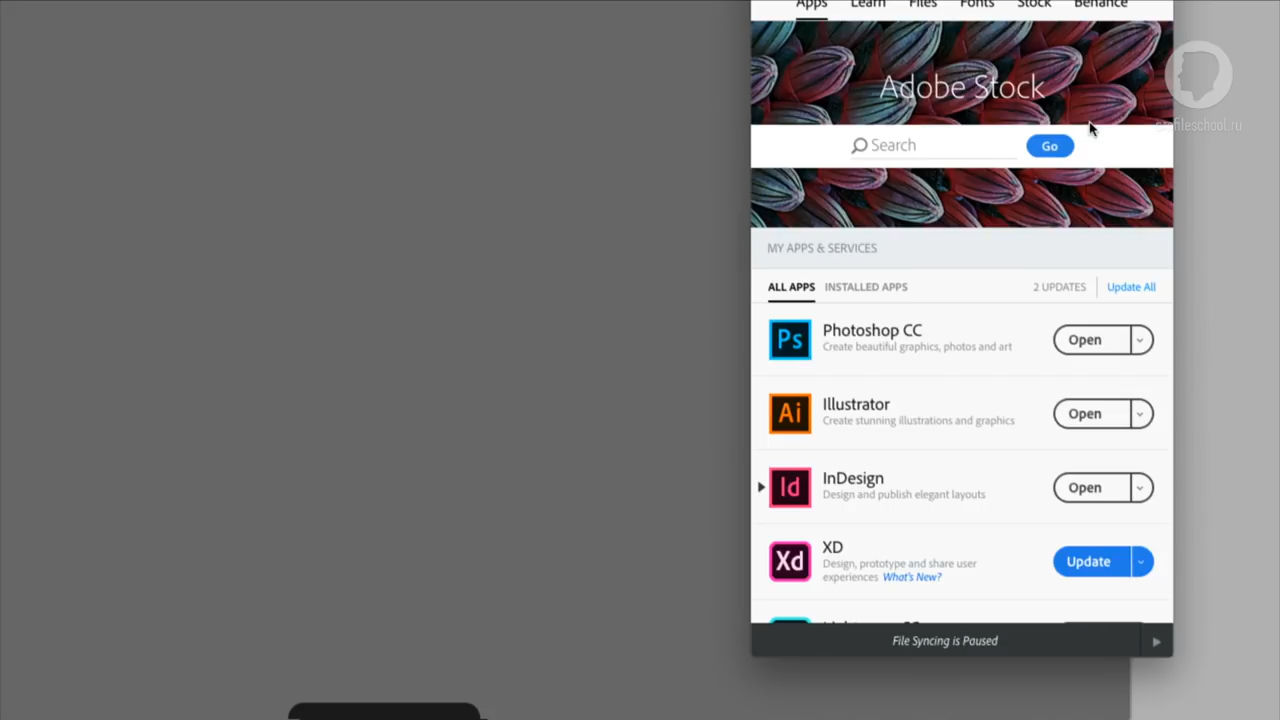 Apps Learn Files Fonts Stock Behance
Adobe Stock
Search Go
profileschool.ru
MY APPS & SERVICES
ALL APPS INSTALLED APPS 2 UPDATES Update All
Ps Photoshop CC Open
Create beautiful graphics, photos and art
Ai Illustrator Open
Create stunning illustrations and graphics
Id InDesign Open
Design and publish elegant layouts
Xd XD Update
Design, prototype and share user
experiences What's New?
File Syncing is Paused